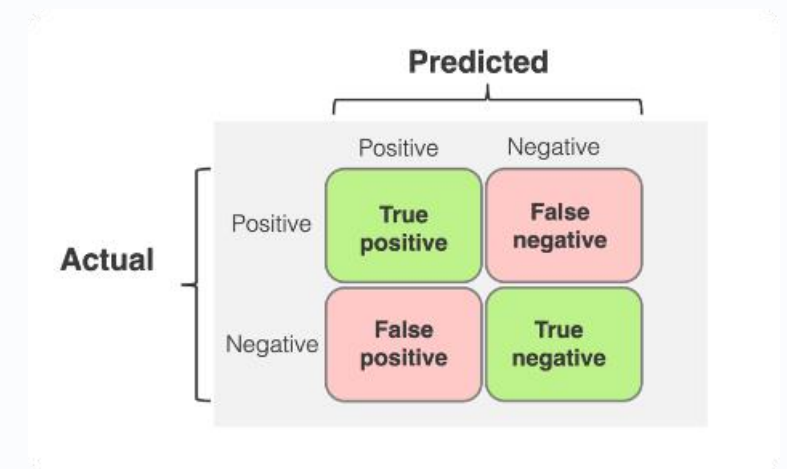 Predicted
Positive
Negative
Actual
Positive
True
positive
False
negative
Negative
False
positive
True
negative